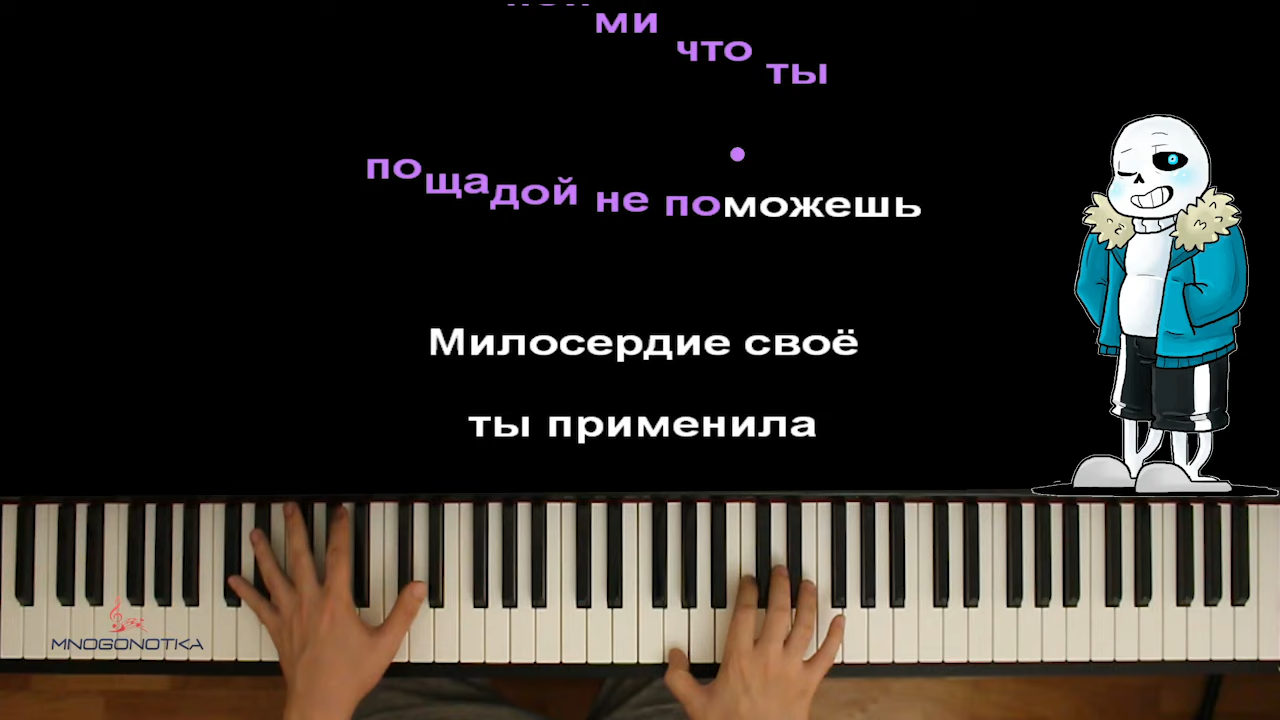 ми
что
ты
пощадой не поможешь
Милосердие своё
ты применила
MNOGONOTKA